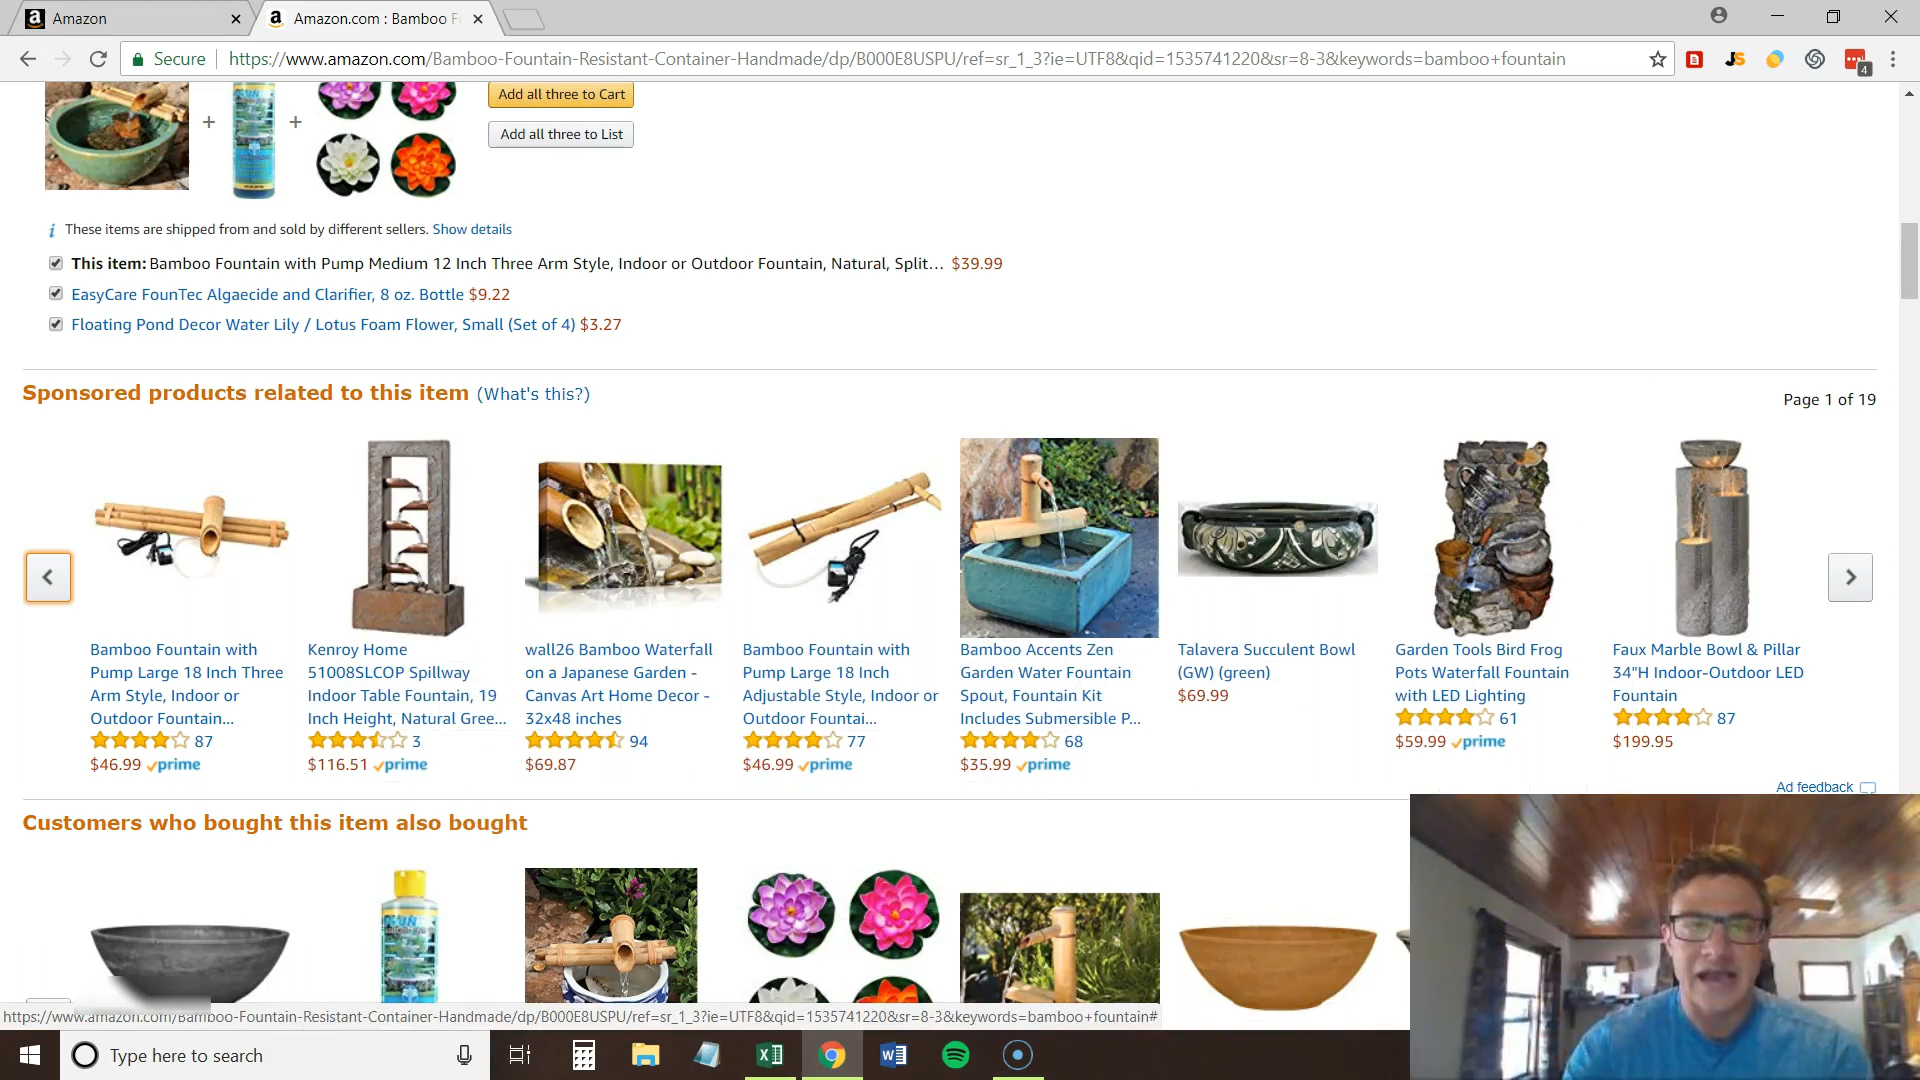 Amazon
Amazon.com : Bamboo F
Secure
https://www.amazon.com/Bamboo-Fountain-Resistant-Container-Handmade/dp/B000E8USPU/ref=sr_1_3?ie=UTF8&qid=1535741220&sr=8-3&keywords=bamboo+fountain
JS
4
+
+
Add all three to Cart
Add all three to List
i These items are shipped from and sold by different sellers. Show details
This item: Bamboo Fountain with Pump Medium 12 Inch Three Arm Style, Indoor or Outdoor Fountain, Natural, Split… $39.99
EasyCare FounTec Algaecide and Clarifier, 8 oz. Bottle $9.22
Floating Pond Decor Water Lily / Lotus Foam Flower, Small (Set of 4) $3.27
Sponsored products related to this item (What's this?)
Page 1 of 19
Bamboo Fountain with
Pump Large 18 Inch Three
Arm Style, Indoor or
Outdoor Fountain...
87
$46.99 prime
Kenroy Home
51008SLCOP Spillway
Indoor Table Fountain, 19
Inch Height, Natural Gree...
3
$116.51 prime
wall26 Bamboo Waterfall
on a Japanese Garden -
Canvas Art Home Decor -
32x48 inches
94
$69.87
Bamboo Fountain with
Pump Large 18 Inch
Adjustable Style, Indoor or
Outdoor Fountai...
77
$46.99 prime
Bamboo Accents Zen
Garden Water Fountain
Spout, Fountain Kit
Includes Submersible P...
68
$35.99 prime
Talavera Succulent Bowl
(GW) (green)
$69.99
Garden Tools Bird Frog
Pots Waterfall Fountain
with LED Lighting
61
$59.99 prime
Faux Marble Bowl & Pillar
34"H Indoor-Outdoor LED
Fountain
87
$199.95
Ad feedback
Customers who bought this item also bought
https://www.amazon.com/Bamboo-Fountain-Resistant-Container-Handmade/dp/B000E8USPU/ref=sr_1_3?ie=UTF8&qid=1535741220&sr=8-3&keywords=bamboo+fountain#
Type here to search